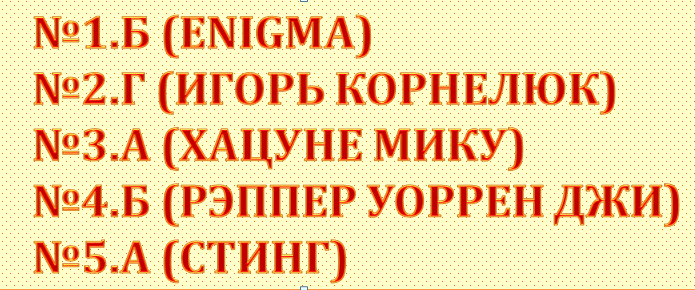 №1.Б (ENIGMA)
№2.Г (ИГОРЬ КОРНЕЛЮК)
№3.А (ХАЦУНЕ МИКУ)
№4.Б (РЭППЕР УОРРЕН ДЖИ)
№5.А (СТИНГ)